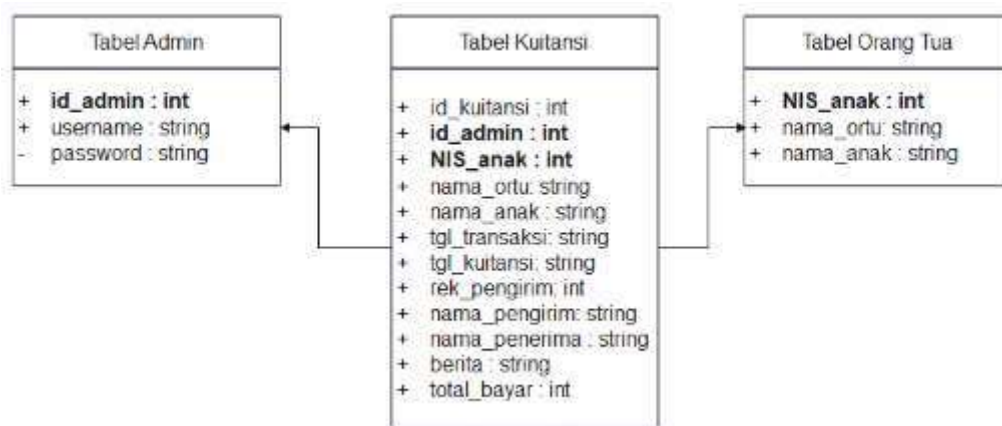 Tabel Admin
+ id_admin : int
+ username : string
- password : string
Tabel Kuitansi
+ id_kuitansi : int
+ id_admin : int
+ NIS_anak : int
+ nama_ortu: string
+ nama_anak : string
+ tgl_transaksi: string
+ tgl_kuitansi: string
+ rek_pengirim: int
+ nama_pengirim: string
+ nama_penerima : string
+ berita : string
+ total_bayar : int
Tabel Orang Tua
+ NIS_anak : int
+ nama_ortu: string
+ nama_anak : string